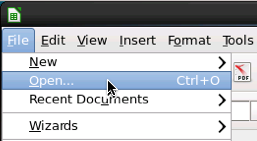 File Edit View Insert Format Tools
New
Open... Ctrl+O
Recent Documents
Wizards
PDF